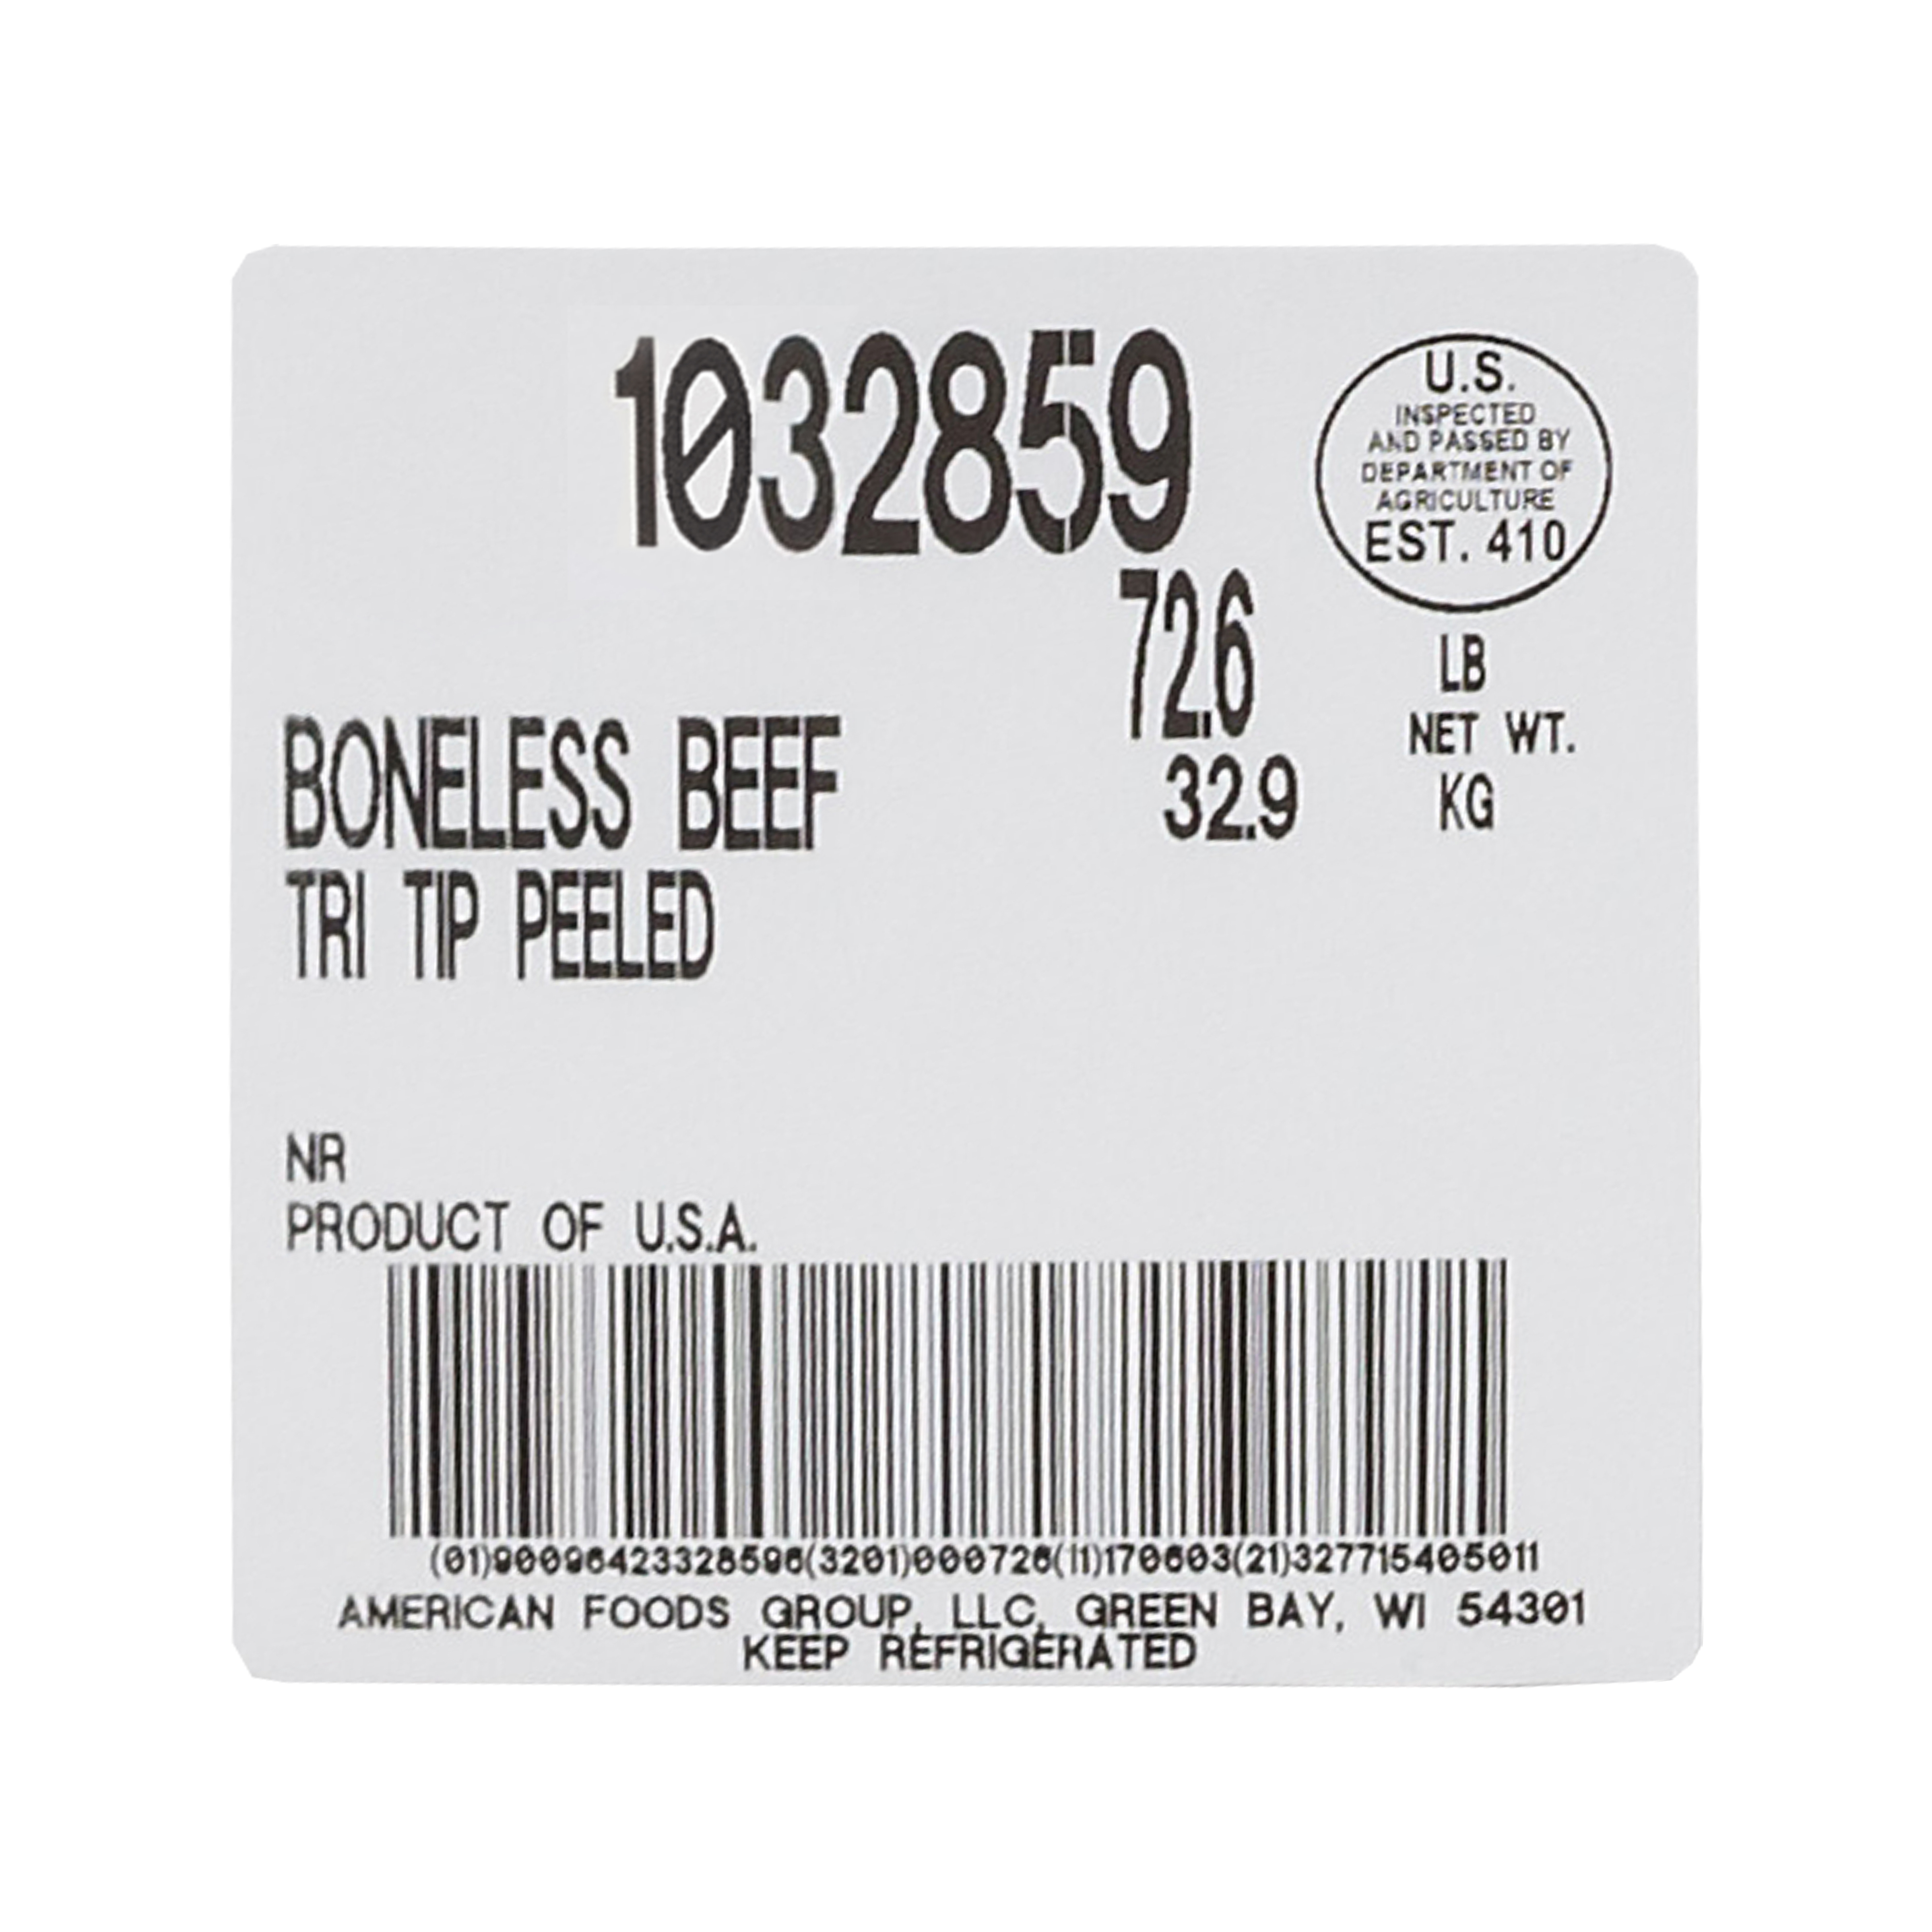 1032859
U.S.
INSPECTED
AND PASSED BY
DEPARTMENT OF
AGRICULTURE
EST. 410
72.6 LB
NET WT.
BONELESS BEEF 32.9 KG
TRI TIP PEELED
NR
PRODUCT OF U.S.A.
(01)90096423328596(3201)000726(11)170603(21)327715405011
AMERICAN FOODS GROUP, LLC, GREEN BAY, WI 54301
KEEP REFRIGERATED